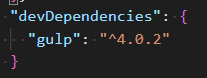 "devDependencies": {
"gulp": "^4.0.2"
}